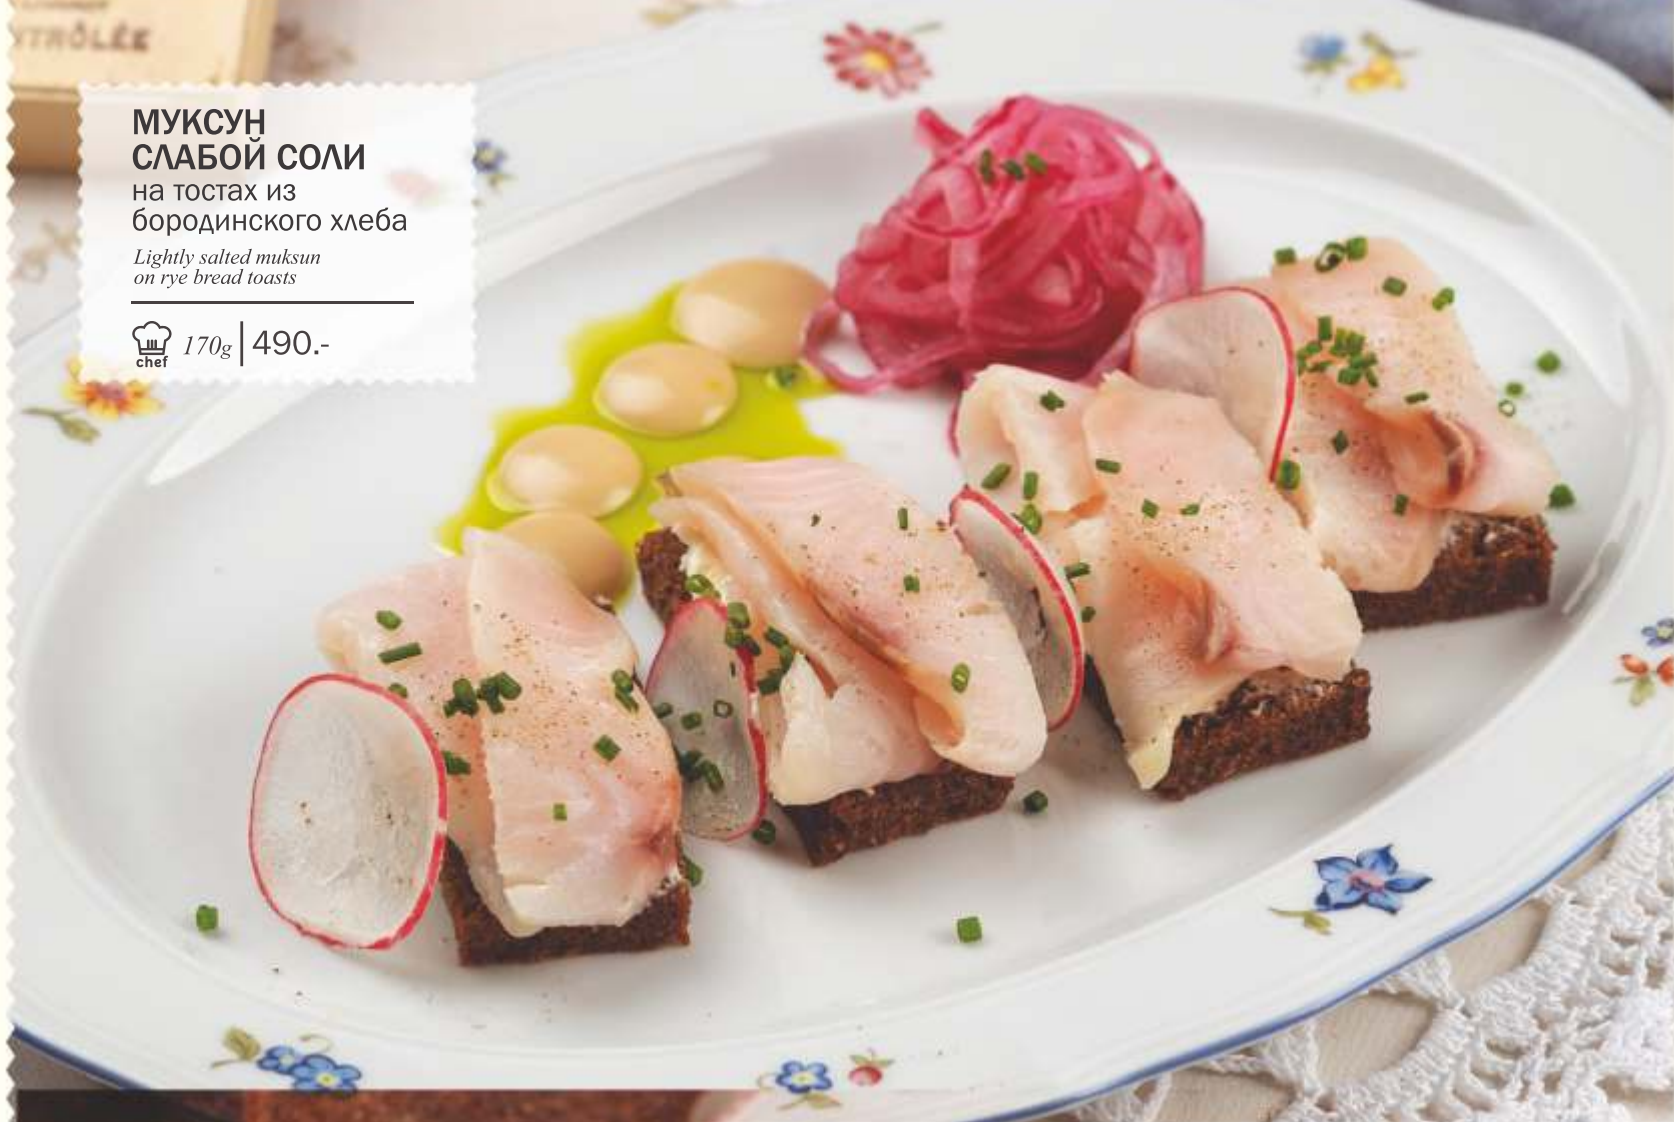 МУКСУН
СЛАБОЙ СОЛИ
на тостах из
бородинского хлеба
Lightly salted muksun
on rye bread toasts
chef 170g | 490.-